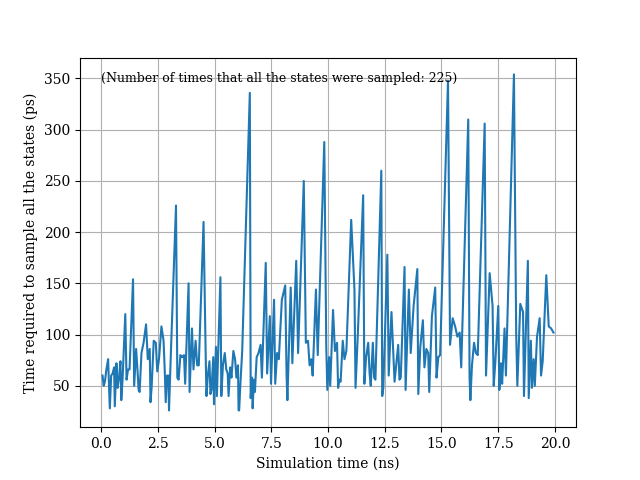 (Number of times that all the states were sampled: 225)
350
300
250
200
150
100
50
Time required to sample all the states (ps)
0.0 2.5 5.0 7.5 10.0 12.5 15.0 17.5 20.0
Simulation time (ns)